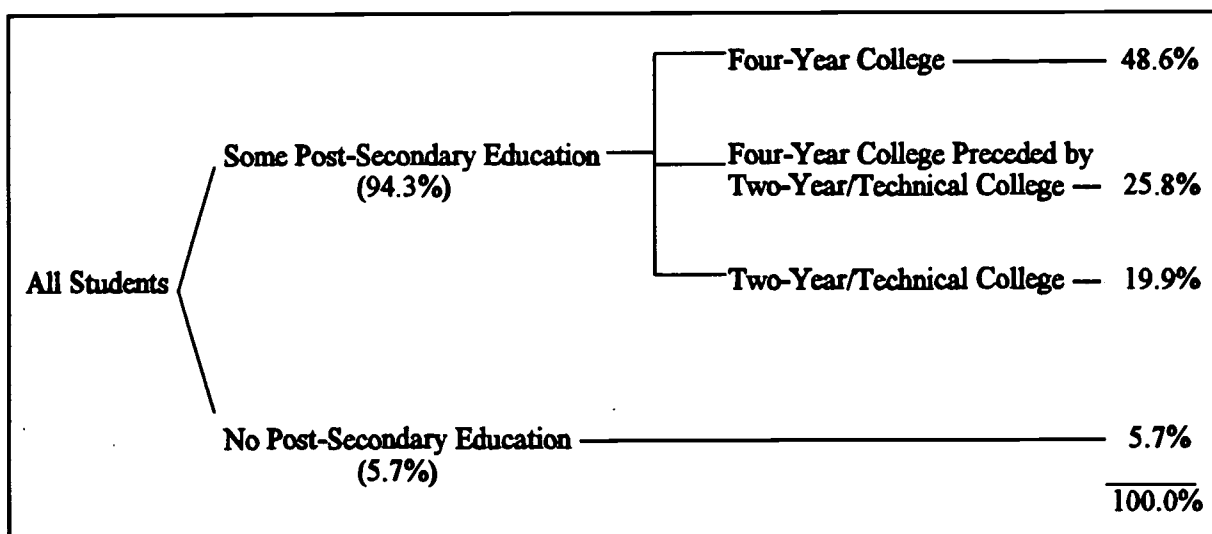 Four-Year College 48.6%
Some Post-Secondary Education
(94.3%)
Four-Year College Preceded by
Two-Year/Technical College 25.8%
Two-Year/Technical College 19.9%
All Students
No Post-Secondary Education 5.7%
(5.7%)
100.0%